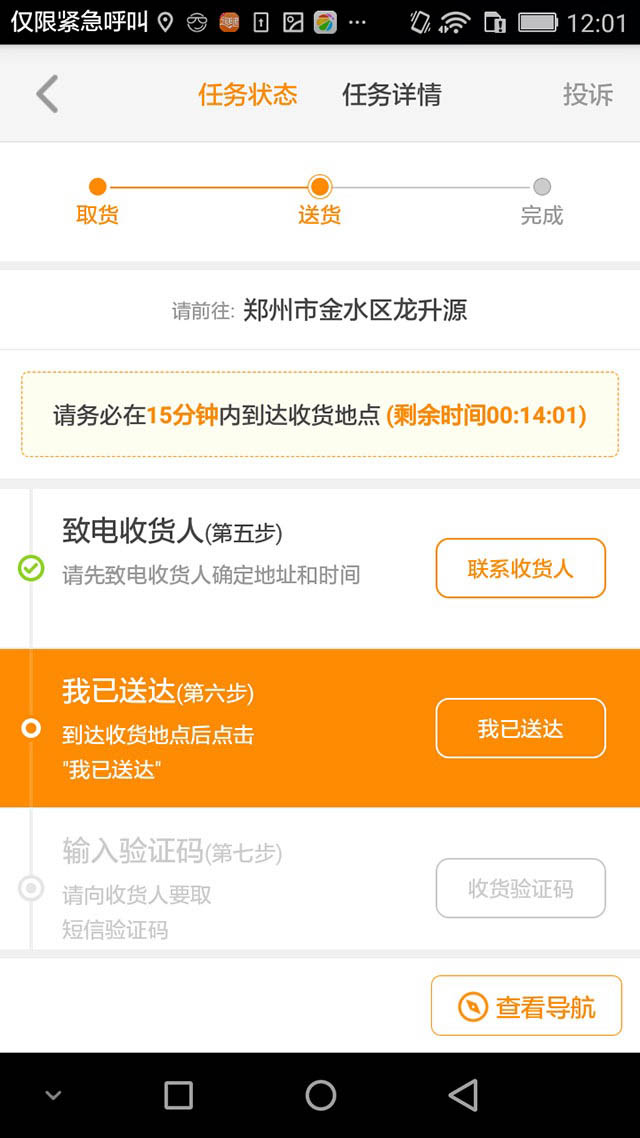 仅限紧急呼叫 12:01
任务状态 任务详情 投诉
取货 送货 完成
请前往: 郑州市金水区龙升源
请务必在15分钟内到达收货地点 (剩余时间00:14:01)
致电收货人(第五步)
请先致电收货人确定地址和时间
联系收货人
我已送达(第六步)
到达收货地点后点击
"我已送达"
我已送达
输入验证码(第七步)
请向收货人要取
短信验证码
收货验证码
查看导航